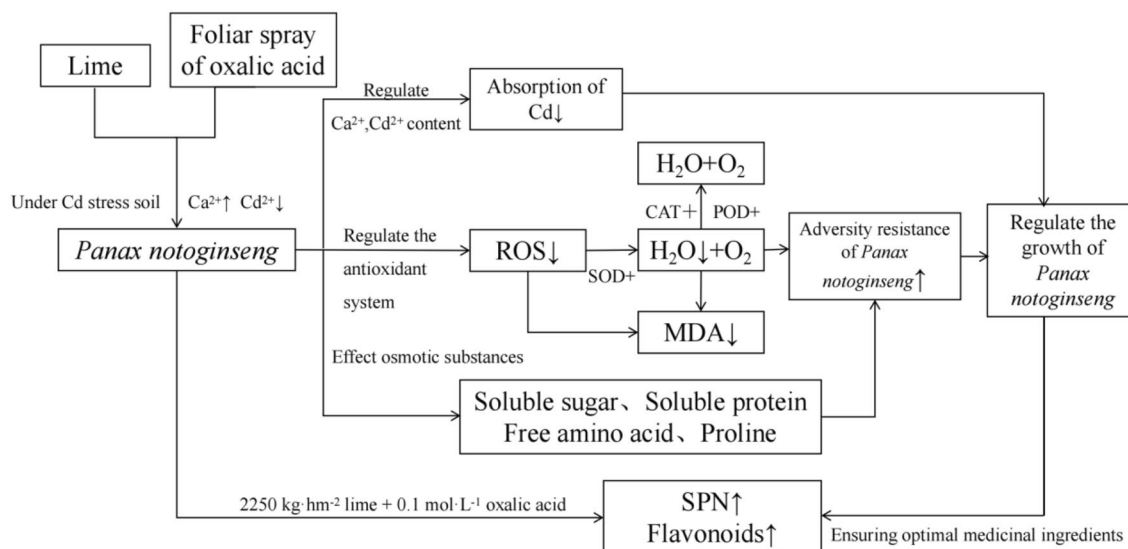 Lime
Foliar spray
of oxalic acid
Under Cd stress soil
Ca²⁺↑ Cd²⁺↓
Panax notoginseng
Regulate
Ca²⁺,Cd²⁺ content
Absorption of
Cd↓
Regulate the
antioxidant
system
ROS↓
SOD+
H₂O+O₂
CAT+ POD+
H₂O↓+O₂
MDA↓
Adversity resistance
of Panax
notoginseng↑
Regulate the
growth of
Panax
notoginseng
Effect osmotic substances
Soluble sugar、Soluble protein
Free amino acid、Proline
2250 kg·hm⁻² lime + 0.1 mol·L⁻¹ oxalic acid
SPN↑
Flavonoids↑
Ensuring optimal medicinal ingredients